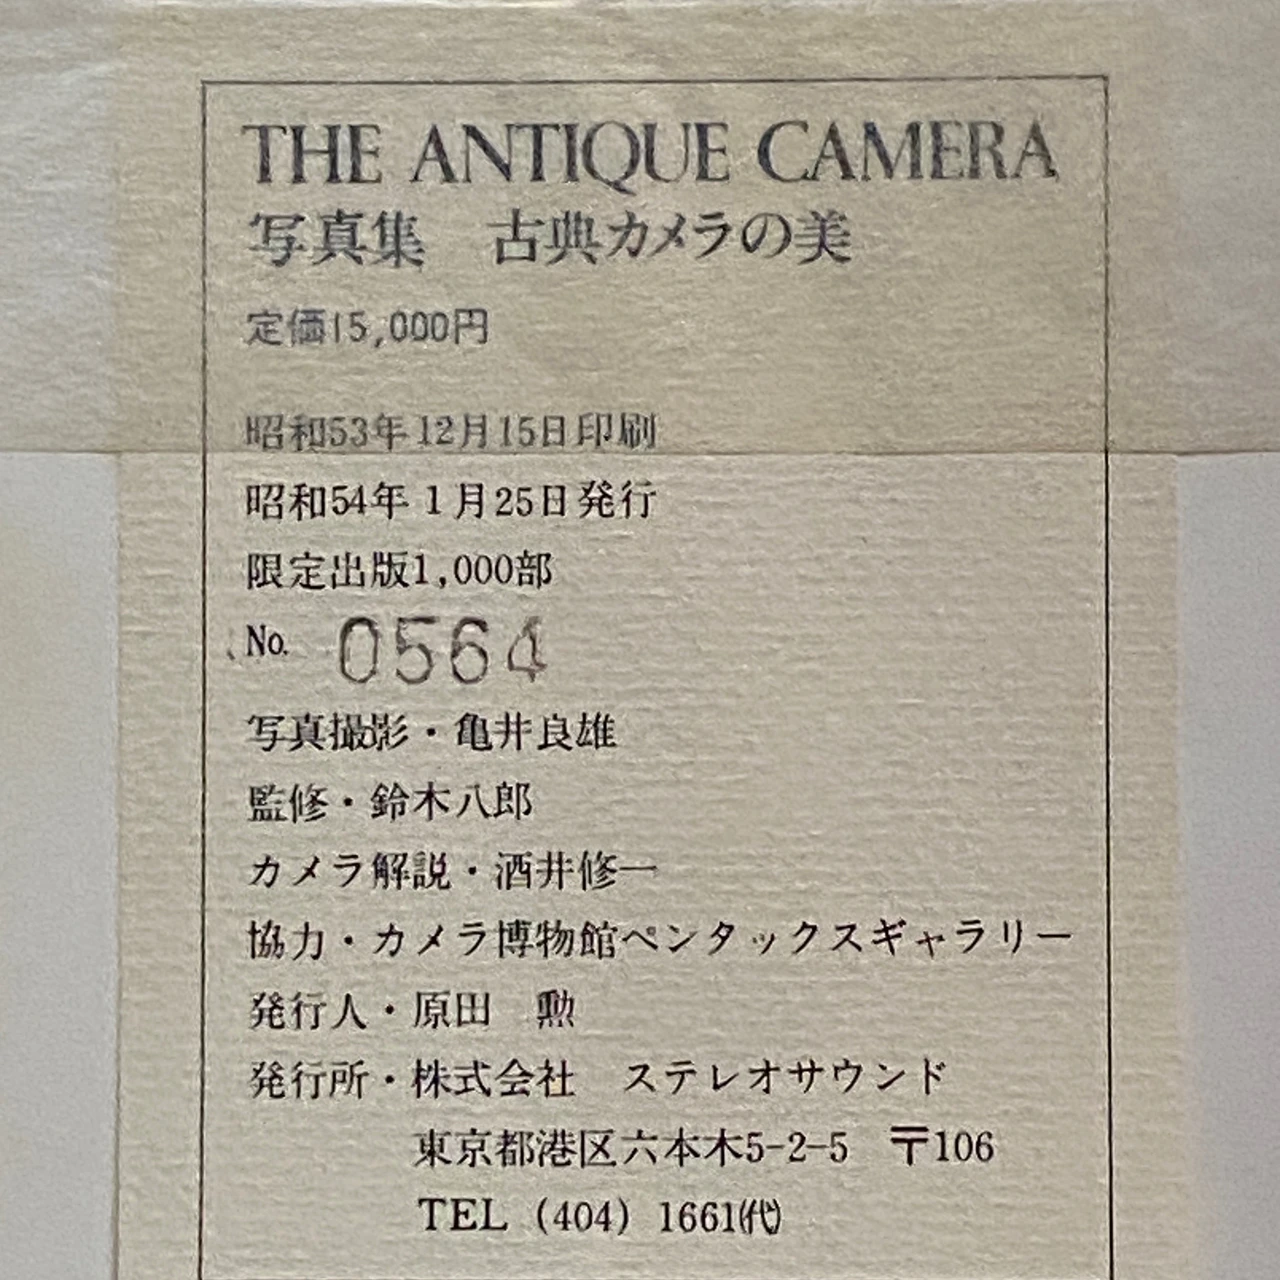 THE ANTIQUE CAMERA
写真集　古典カメラの美
定価15,000円
昭和53年12月15日印刷
昭和54年 1月25日発行
限定出版1,000部
No. 0564
写真撮影・亀井良雄
監修・鈴木八郎
カメラ解説・酒井修一
協力・カメラ博物館ペンタックスギャラリー
発行人・原田　勲
発行所・株式会社　ステレオサウンド
東京都港区六本木5-2-5　〒106
TEL (404) 1661㈹